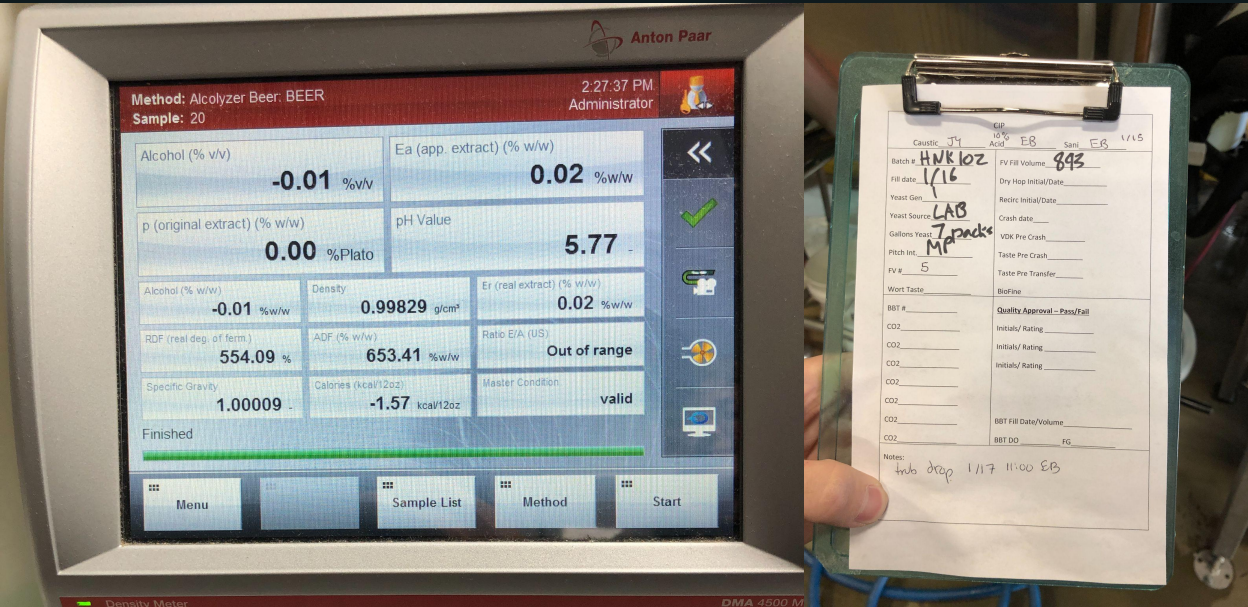 Anton Paar
Method: Alcolyzer Beer: BEER
2:27:37 PM
Sample: 20
Administrator
Alcohol (% v/v)
-0.01 %v/v
Ea (app. extract) (% w/w)
0.02 %w/w
p (original extract) (% w/w)
0.00 %Plato
pH Value
5.77 -
Alcohol (% w/w)
-0.01 %w/w
Density
0.99829 g/cm³
Er (real extract) (% w/w)
0.02 %w/w
RDF (real deg. of ferm.)
554.09 %
ADF (% w/w)
653.41 %w/w
Ratio E/A (US)
Out of range
Specific Gravity
1.00009 -
Calories (kcal/12oz)
-1.57 kcal/12oz
Master Condition
valid
Finished
Menu
Sample List
Method
Start
Density Meter
DMA 4500 M
CIP
Caustic J4 10% Acid EB Sani EB 1/15
Batch # HNK102
Fill date 1/16
Yeast Gen 1
Yeast Source LAB
Gallons Yeast 7 packs
Pitch Int. MP
FV # 5
Wort Taste
BBT #
CO2
CO2
CO2
CO2
CO2
CO2
CO2
FV Fill Volume 893
Dry Hop Initial/Date
Recirc Initial/Date
Crash date
VDK Pre Crash
Taste Pre Crash
Taste Pre Transfer
BioFine
Quality Approval – Pass/Fail
Initials/ Rating
Initials/ Rating
Initials/ Rating
BBT Fill Date/Volume
BBT DO FG
Notes:
trub drop 1/17 11:00 EB